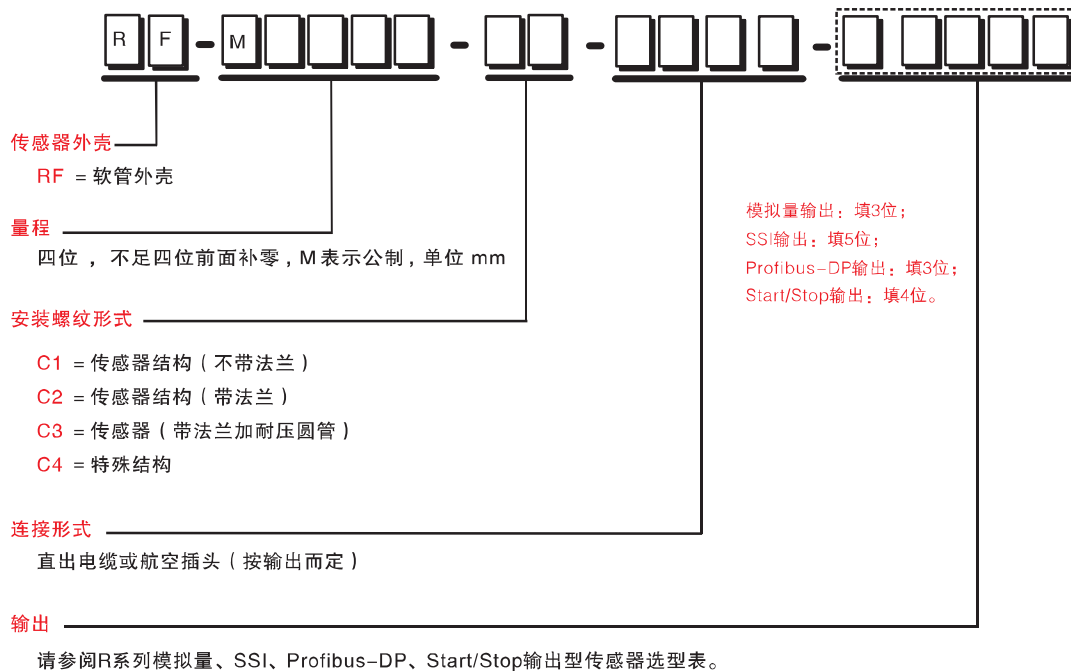 R F - M - - -
传感器外壳
RF = 软管外壳
量程
四位 ，不足四位前面补零，M表示公制，单位 mm
模拟量输出：填3位；
SSI输出：填5位；
Profibus-DP输出：填3位；
Start/Stop输出：填4位。
安装螺纹形式
C1 = 传感器结构（不带法兰）
C2 = 传感器结构（带法兰）
C3 = 传感器（带法兰加耐压圆管）
C4 = 特殊结构
连接形式
直出电缆或航空插头（按输出而定）
输出
请参阅R系列模拟量、SSI、Profibus-DP、Start/Stop输出型传感器选型表。